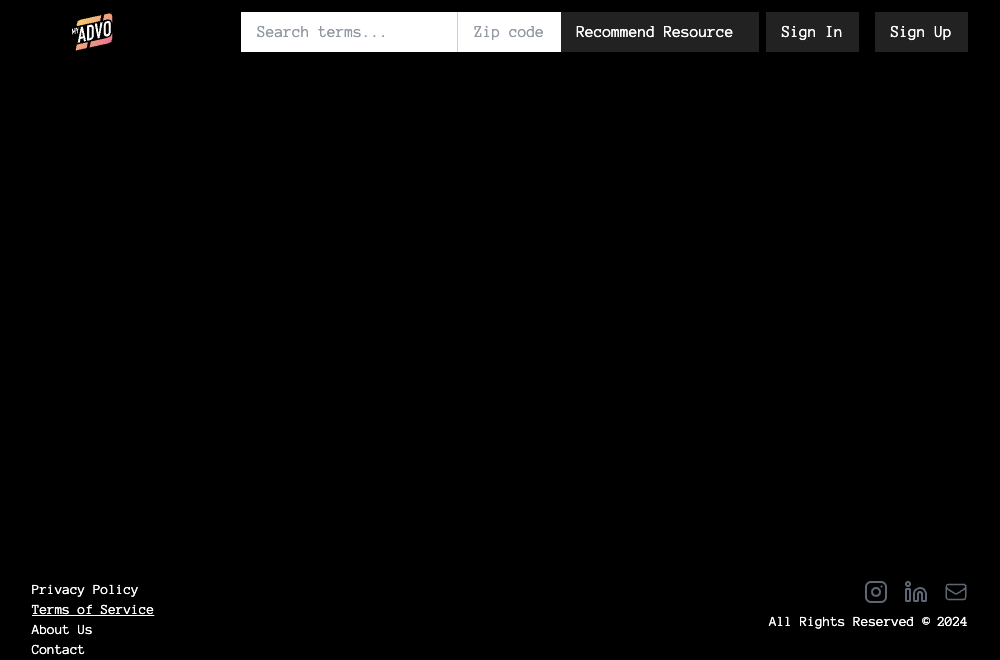 MY ADVO
Search terms... Zip code Recommend Resource Sign In Sign Up
Privacy Policy
Terms of Service
About Us
Contact
All Rights Reserved © 2024